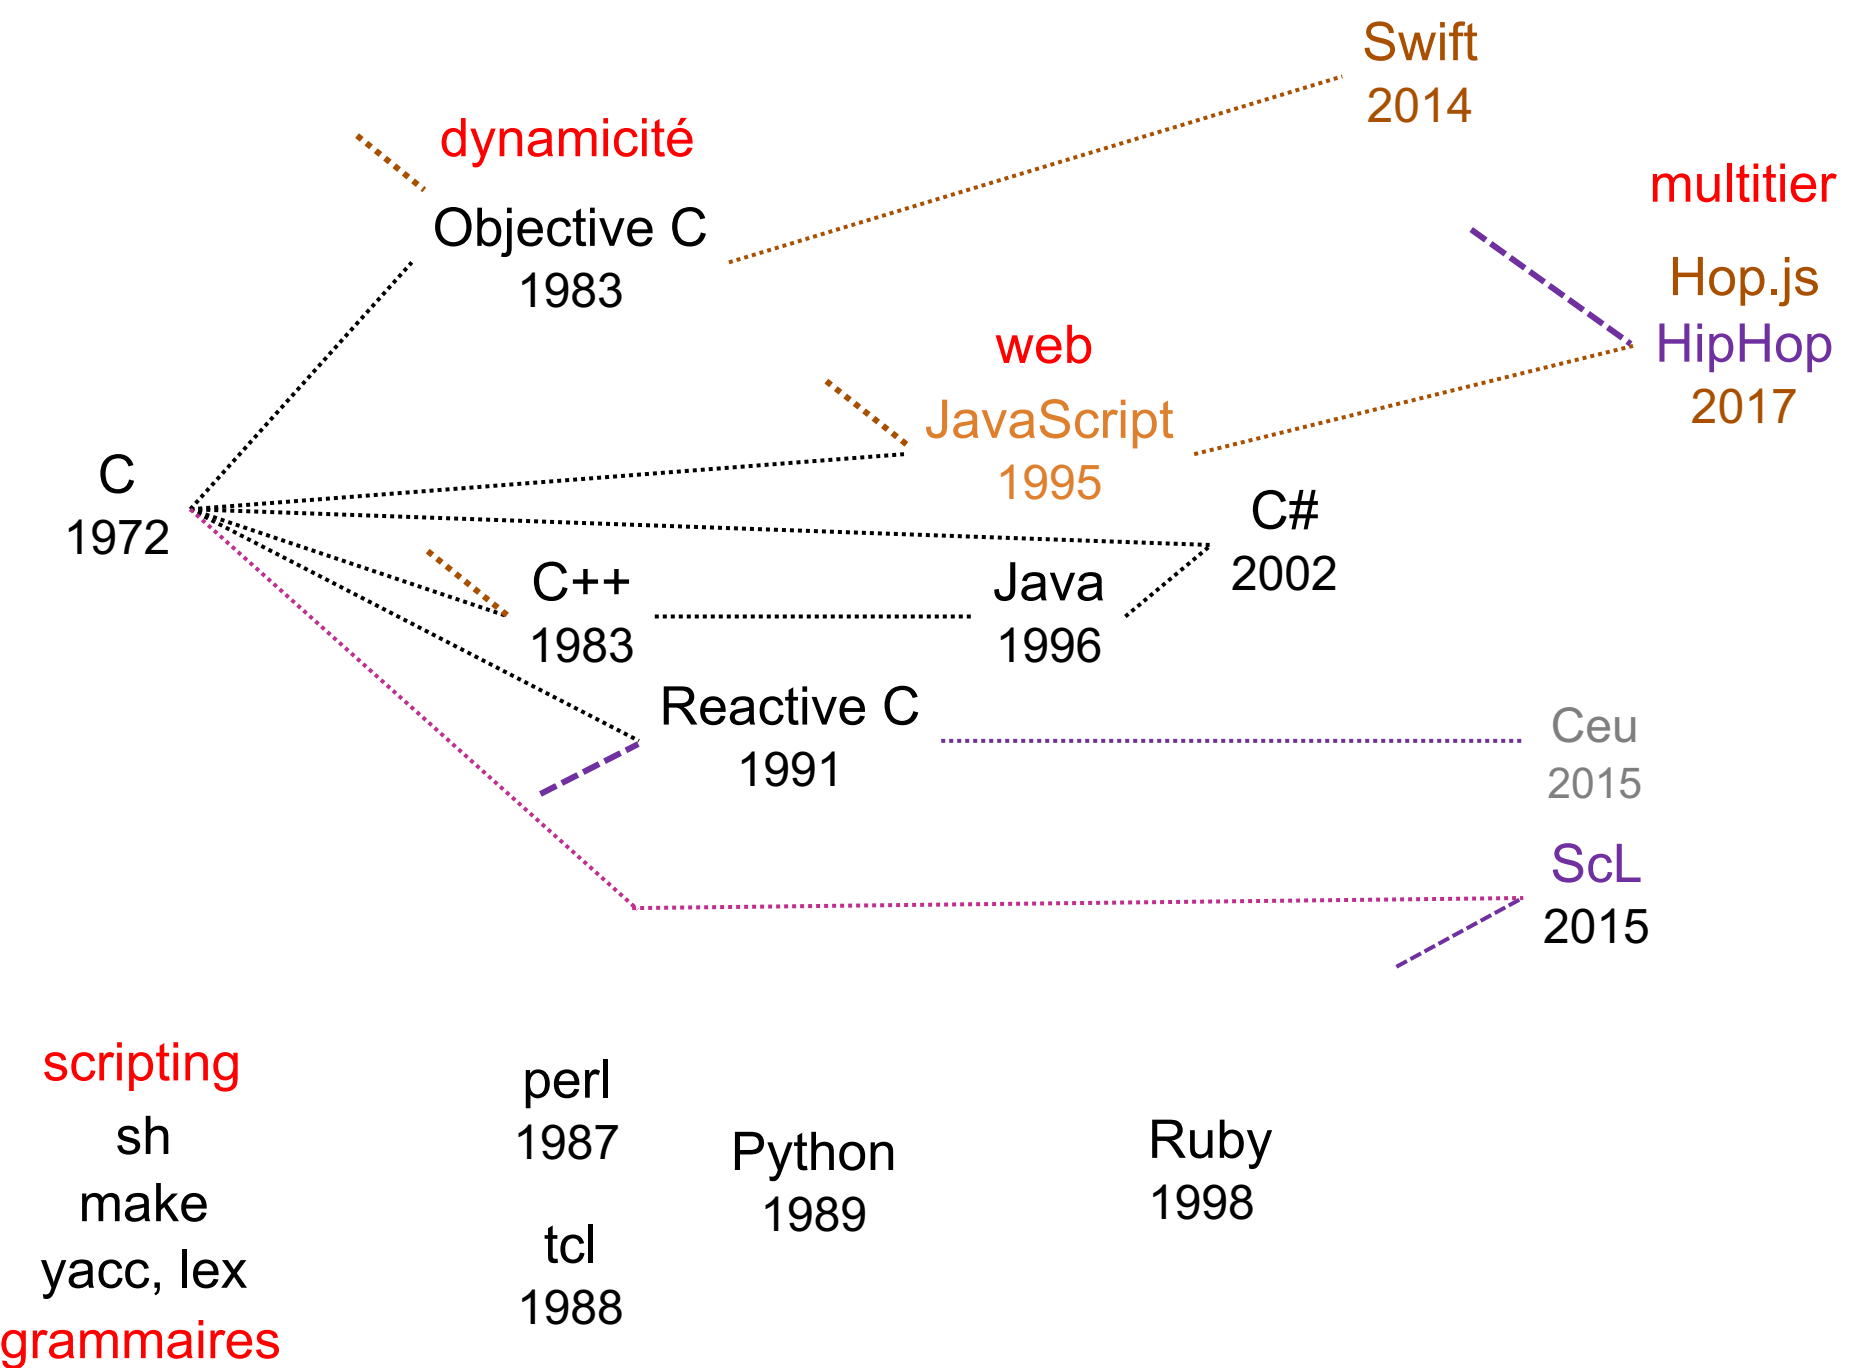 Swift
2014
dynamicité
multitier
Objective C
1983
Hop.js
HipHop
2017
web
JavaScript
1995
C
1972
C#
2002
C++
1983
Java
1996
Reactive C
1991
Ceu
2015
ScL
2015
scripting
sh
make
yacc, lex
grammaires
perl
1987
tcl
1988
Python
1989
Ruby
1998